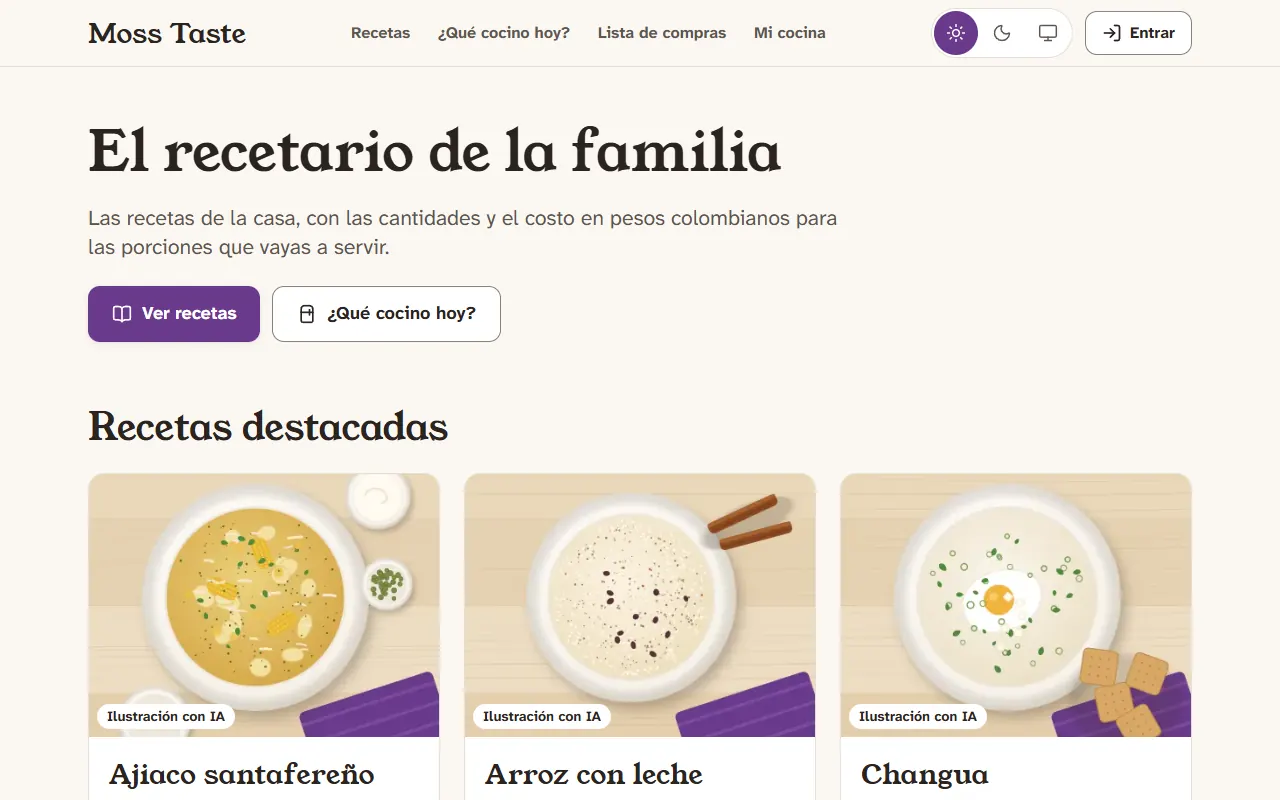 Moss Taste
Recetas
¿Qué cocino hoy?
Lista de compras
Mi cocina
Entrar
El recetario de la familia
Las recetas de la casa, con las cantidades y el costo en pesos colombianos para
las porciones que vayas a servir.
Ver recetas
¿Qué cocino hoy?
Recetas destacadas
Ilustración con IA
Ilustración con IA
Ilustración con IA
Ajiaco santafereño
Arroz con leche
Changua